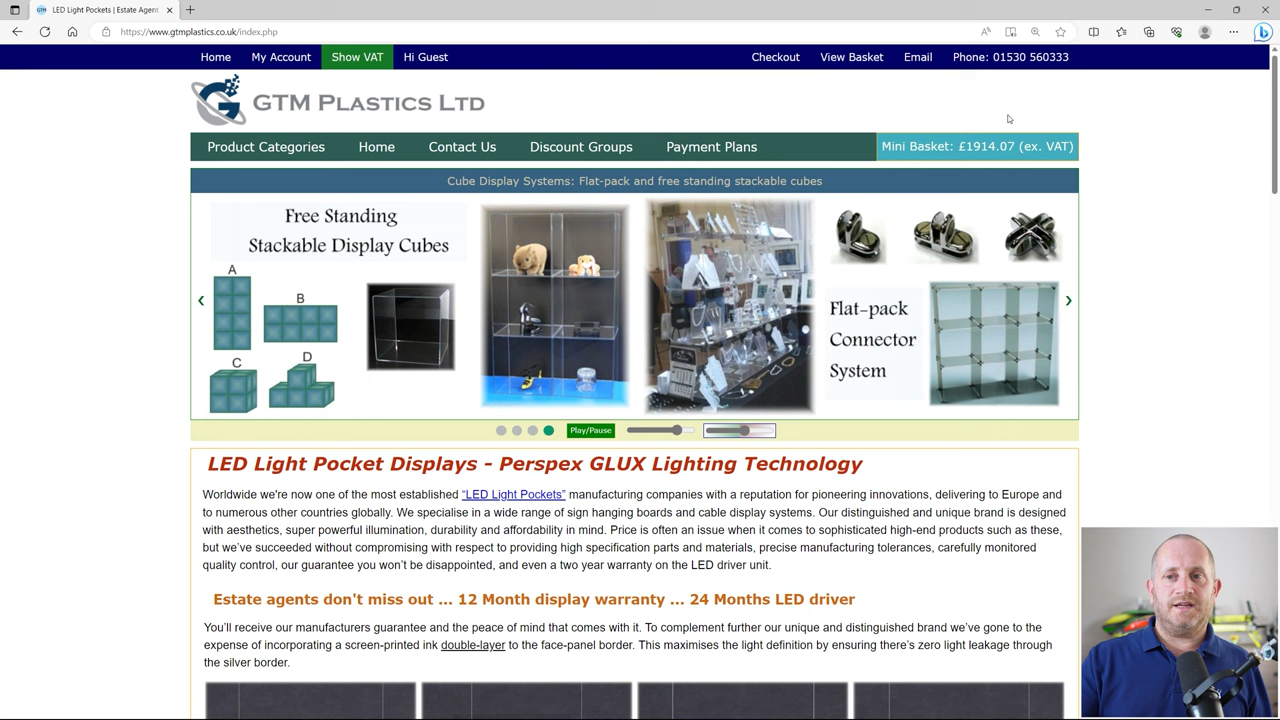 LED Light Pockets | Estate Agen
https://www.gtmplastics.co.uk/index.php
Home My Account Show VAT Hi Guest Checkout View Basket Email Phone: 01530 560333
GTM PLASTICS LTD
Product Categories Home Contact Us Discount Groups Payment Plans Mini Basket: £1914.07 (ex. VAT)
Cube Display Systems: Flat-pack and free standing stackable cubes
Free Standing
Stackable Display Cubes
A
B
C
D
Flat-pack
Connector
System
‹
›
Play/Pause
LED Light Pocket Displays - Perspex GLUX Lighting Technology
Worldwide we're now one of the most established “LED Light Pockets” manufacturing companies with a reputation for pioneering innovations, delivering to Europe and
to numerous other countries globally. We specialise in a wide range of sign hanging boards and cable display systems. Our distinguished and unique brand is designed
with aesthetics, super powerful illumination, durability and affordability in mind. Price is often an issue when it comes to sophisticated high-end products such as these,
but we’ve succeeded without compromising with respect to providing high specification parts and materials, precise manufacturing tolerances, carefully monitored
quality control, our guarantee you won’t be disappointed, and even a two year warranty on the LED driver unit.
Estate agents don't miss out ... 12 Month display warranty ... 24 Months LED driver
You’ll receive our manufacturers guarantee and the peace of mind that comes with it. To complement further our unique and distinguished brand we’ve gone to the
expense of incorporating a screen-printed ink double-layer to the face-panel border. This maximises the light definition by ensuring there’s zero light leakage through
the silver border.